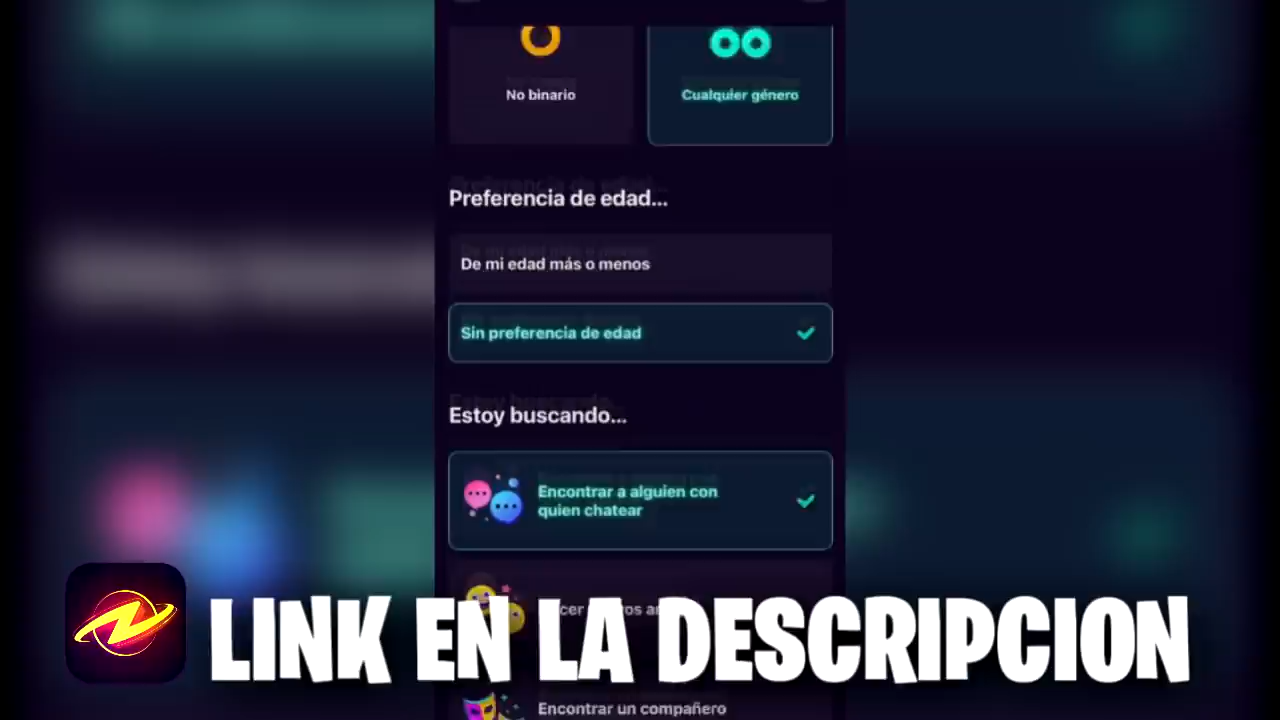 No binario
Cualquier género
Preferencia de edad...
De mi edad más o menos
Sin preferencia de edad
Estoy buscando...
Encontrar a alguien con
quien chatear
LINK EN LA DESCRIPCION
Encontrar un compañero